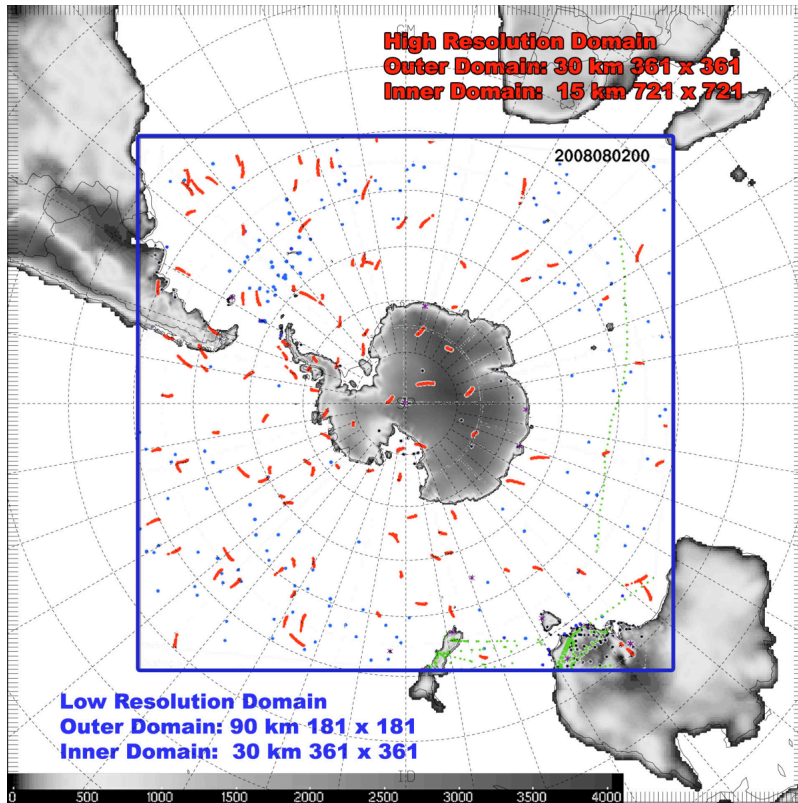 GM
High Resolution Domain
Outer Domain: 30 km 361 x 361
Inner Domain: 15 km 721 x 721
2008080200
Low Resolution Domain
Outer Domain: 90 km 181 x 181
Inner Domain: 30 km 361 x 361
ID
0 500 1000 1500 2000 2500 3000 3500 4000